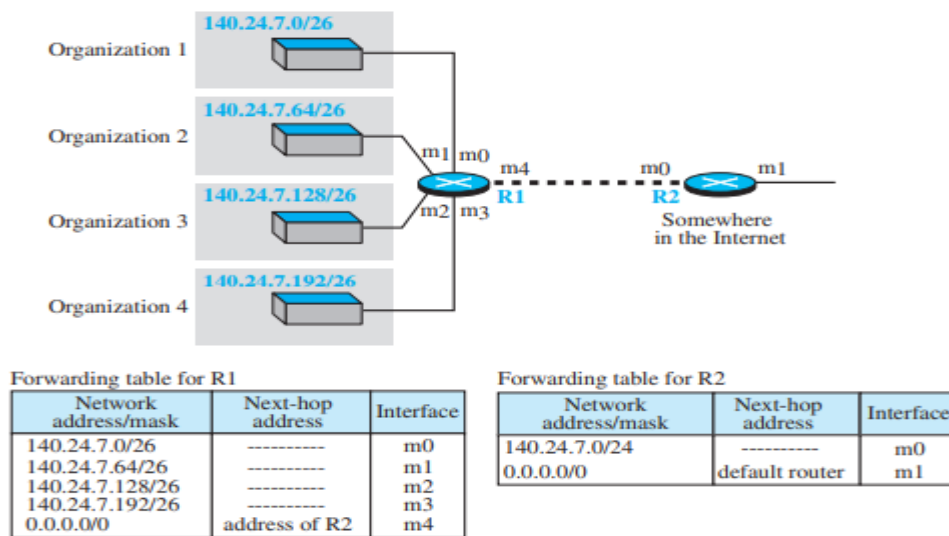 140.24.7.0/26
Organization 1
140.24.7.64/26
Organization 2
m1 m0
m4
m0
m1
140.24.7.128/26
R1
R2
Organization 3
m2 m3
Somewhere
in the Internet
140.24.7.192/26
Organization 4
Forwarding table for R1
Network address/mask Next-hop address Interface
140.24.7.0/26 ---------- m0
140.24.7.64/26 ---------- m1
140.24.7.128/26 ---------- m2
140.24.7.192/26 ---------- m3
0.0.0.0/0 address of R2 m4
Forwarding table for R2
Network address/mask Next-hop address Interface
140.24.7.0/24 ---------- m0
0.0.0.0/0 default router m1